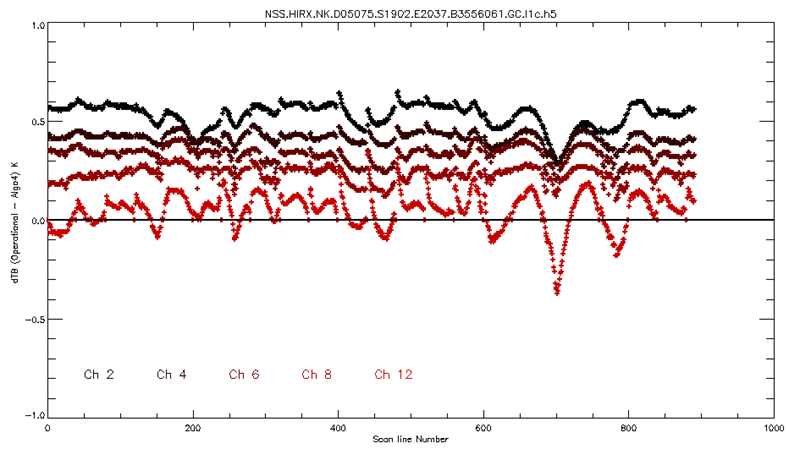 NSS.HIRX.NK.D05075.S1902.E2037.B3556061.GC.l1c.h5
1.0
0.5
0.0
-0.5
-1.0
dTB (Operational - Algo4) K
Ch 2 Ch 4 Ch 6 Ch 8 Ch 12
0 200 400 600 800 1000
Scan line Number